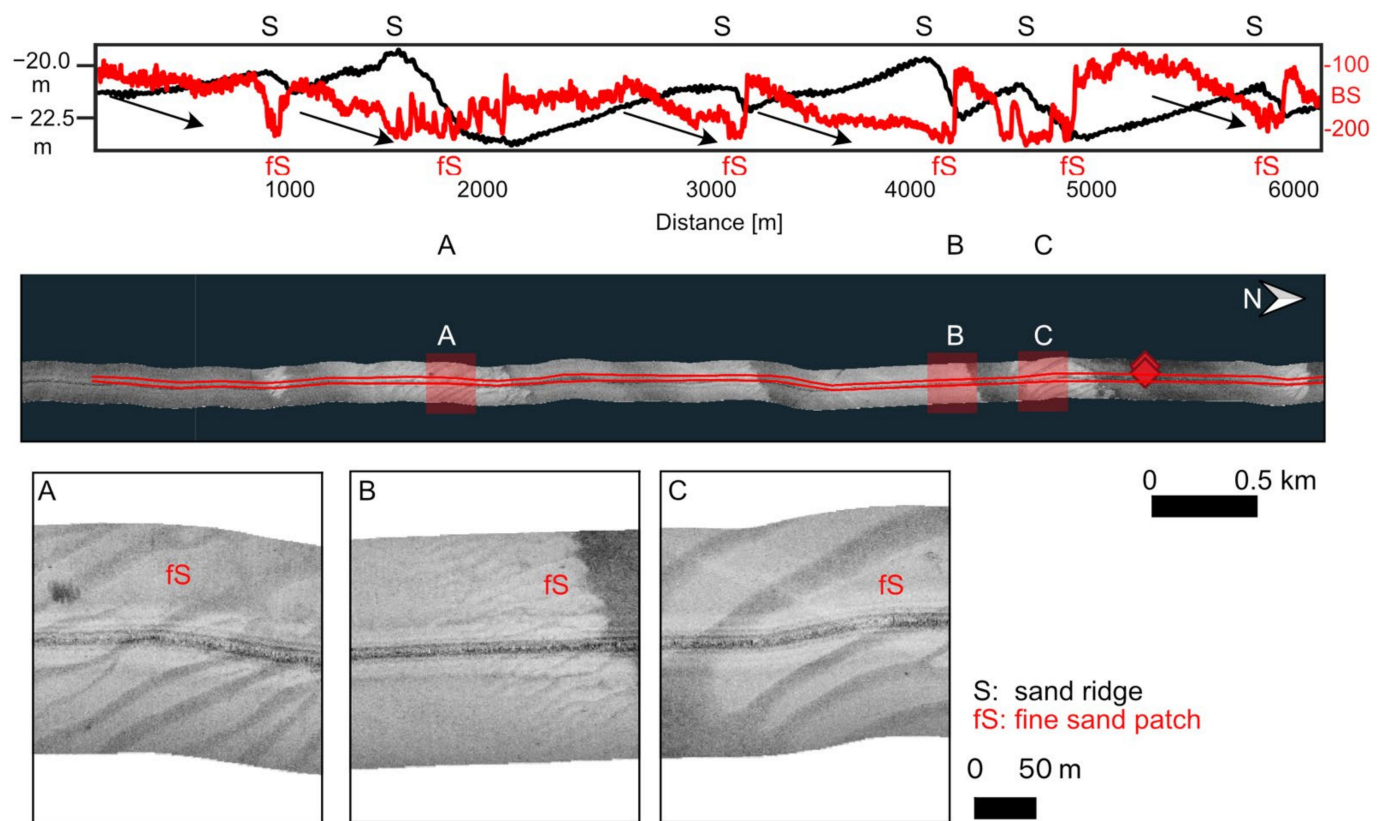 S S S S S S
−20.0 -100
m BS
− 22.5 -200
m
fS fS fS fS fS fS
1000 2000 3000 4000 5000 6000
Distance [m]
A B C
N
A B C
0 0.5 km
A B C
fS fS fS
S: sand ridge
fS: fine sand patch
0 50 m